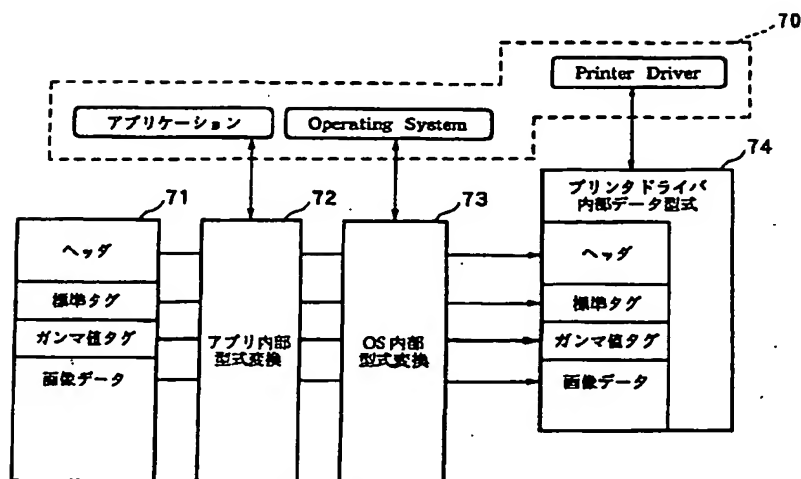 70
Printer Driver
アプリケーション
Operating System
74
71
72
73
プリンタドライバ
内部データ型式
ヘッダ
標準タグ
ガンマ値タグ
画像データ
アプリ内部
型式変換
OS内部
型式変換
ヘッダ
標準タグ
ガンマ値タグ
画像データ